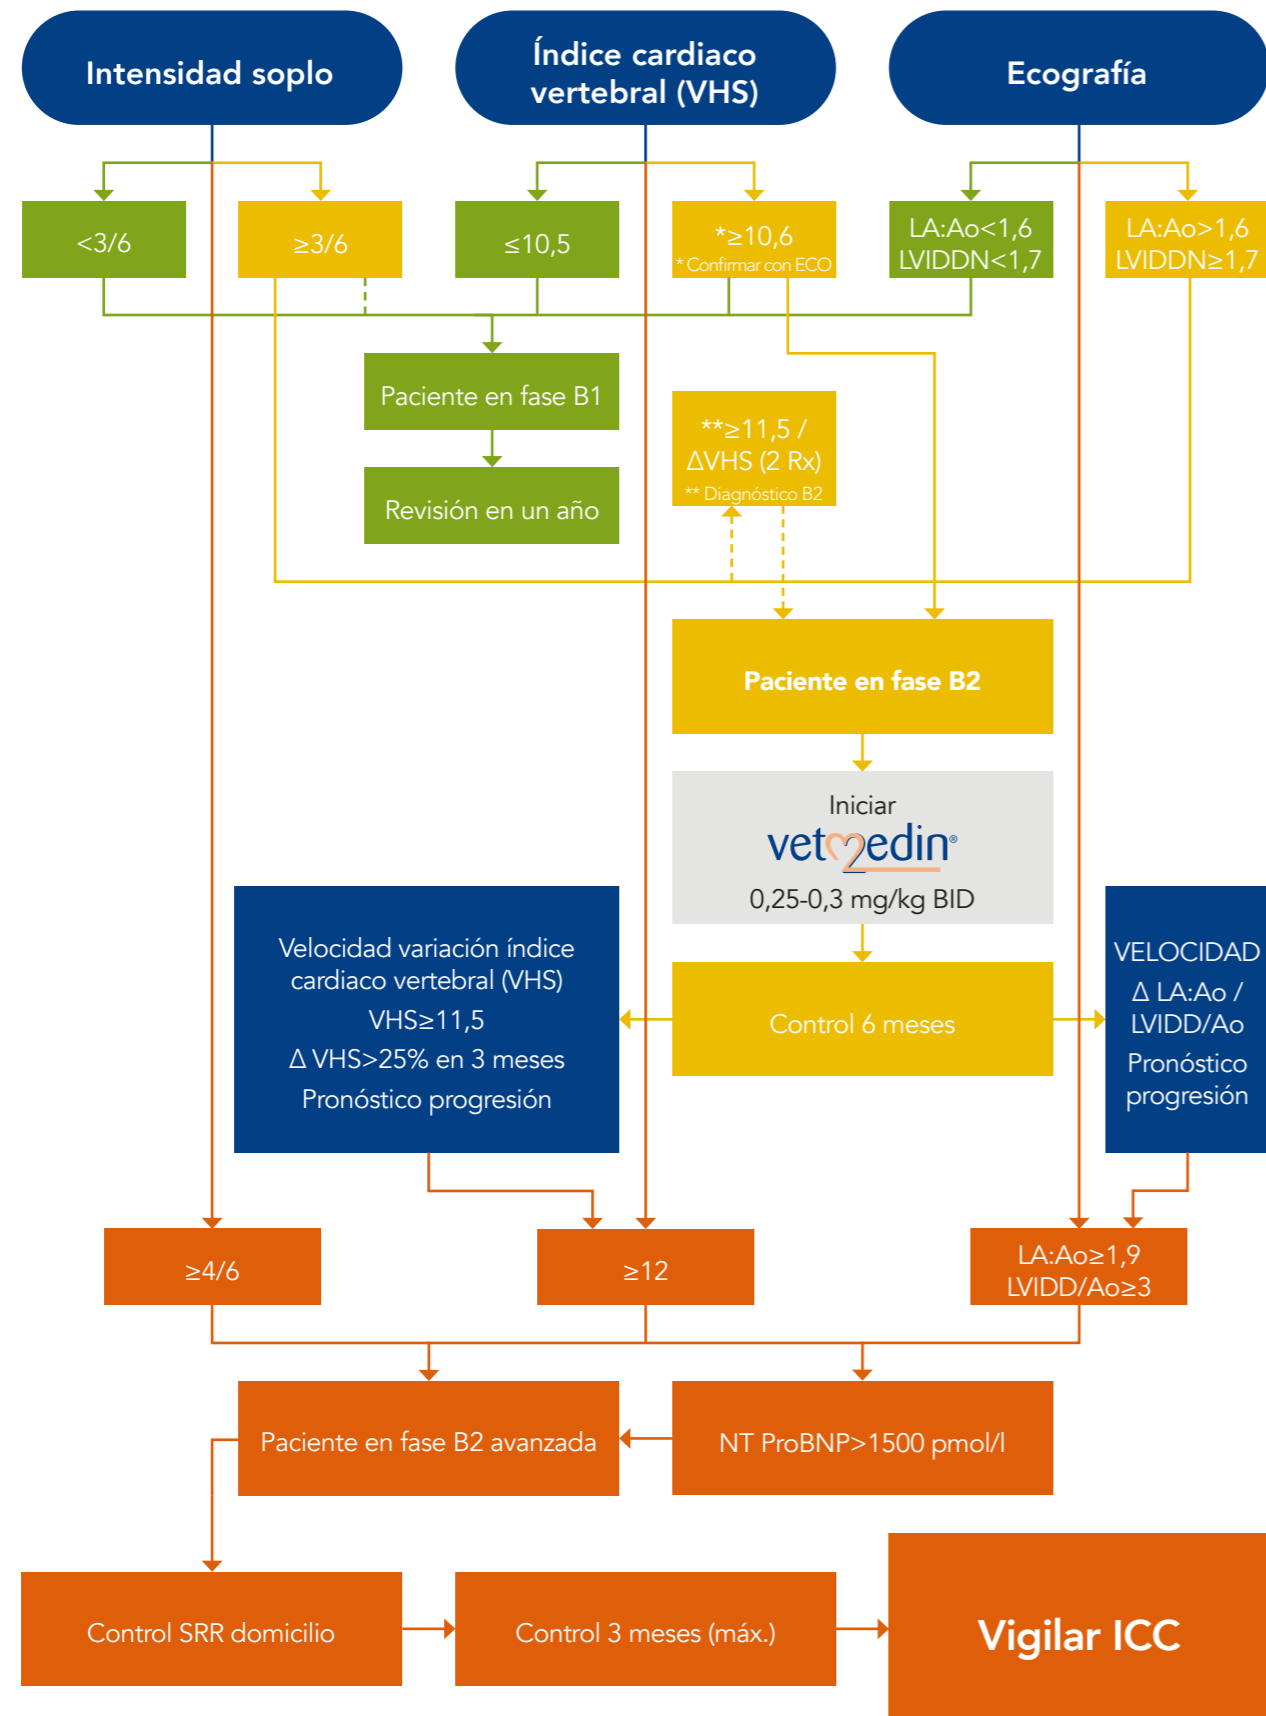 Intensidad soplo
Índice cardiaco
vertebral (VHS)
Ecografía
<3/6
≥3/6
≤10,5
*≥10,6
* Confirmar con ECO
LA:Ao<1,6
LVIDDN<1,7
LA:Ao>1,6
LVIDDN≥1,7
Paciente en fase B1
Revisión en un año
**≥11,5 /
ΔVHS (2 Rx)
** Diagnóstico B2
Paciente en fase B2
Iniciar
vetmedin®
0,25-0,3 mg/kg BID
Velocidad variación índice
cardiaco vertebral (VHS)
VHS≥11,5
Δ VHS>25% en 3 meses
Pronóstico progresión
Control 6 meses
VELOCIDAD
Δ LA:Ao /
LVIDD/Ao
Pronóstico
progresión
≥4/6
≥12
LA:Ao≥1,9
LVIDD/Ao≥3
Paciente en fase B2 avanzada
NT ProBNP>1500 pmol/l
Control SRR domicilio
Control 3 meses (máx.)
Vigilar ICC